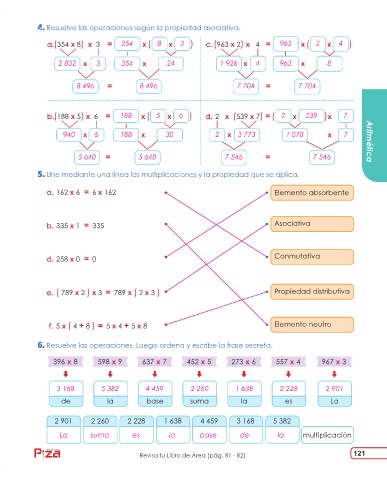 4. Resuelve las operaciones según la propiedad asociativa.
a. (354 x 8) x 3 = 354 x ( 8 x 3 ) c. (963 x 2) x 4 = 963 x ( 2 x 4 )
2 832 x 3 354 x 24 1 926 x 4 963 x 8
8 496 = 8 496 7 704 = 7 704
b. (188 x 5) x 6 = 188 x ( 5 x 6 ) d. 2 x (539 x 7) = ( 2 x 539 ) x 7
940 x 6 188 x 30 2 x 3 773 1 078 x 7
5 640 = 5 640 7 546 = 7 546
Aritmética
5. Une mediante una línea las multiplicaciones y la propiedad que se aplica.
a. 162 x 6 = 6 x 162 Elemento absorbente
b. 335 x 1 = 335 Asociativa
d. 258 x 0 = 0 Conmutativa
e. ( 789 x 2 ) x 3 = 789 x ( 2 x 3 ) Propiedad distributiva
f. 5 x ( 4 + 8 ) = 5 x 4 + 5 x 8 Elemento neutro
6. Resuelve las operaciones. Luego ordena y escribe la frase secreta.
396 x 8 598 x 9 637 x 7 452 x 5 273 x 6 557 x 4 967 x 3
3 168 5 382 4 459 2 260 1 638 2 228 2 901
de la base suma la es La
2 901 2 260 2 228 1 638 4 459 3 168 5 382
La suma es la base de la multiplicación
Piza Revisa tu Libro de Área (pág. 81 - 82) 121